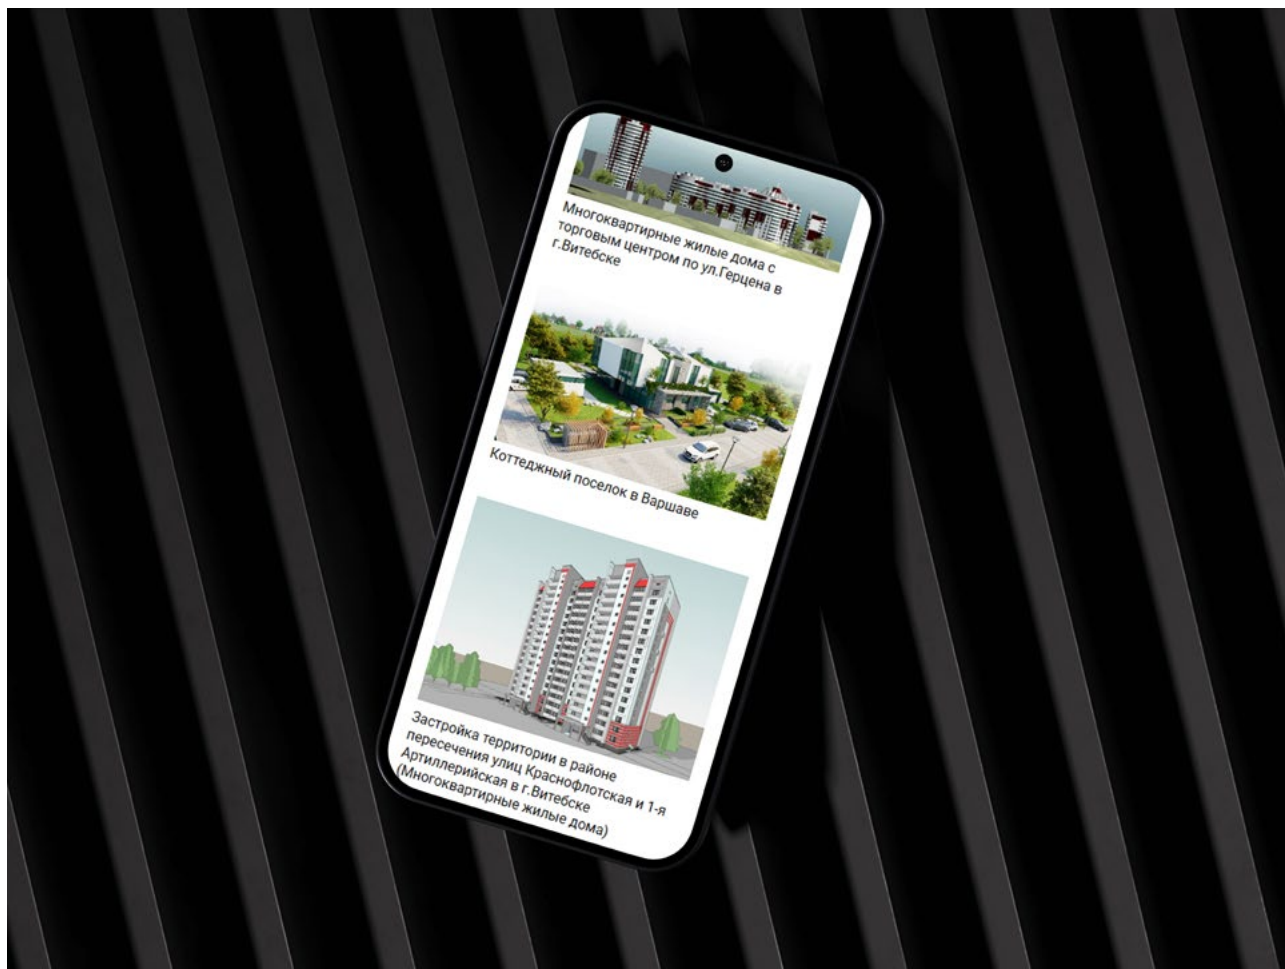 Многоквартирные жилые дома с
торговым центром по ул.Герцена в
г.Витебске
Коттеджный поселок в Варшаве
Застройка территории в районе
пересечения улиц Краснофлотская и 1-я
Артиллерийская в г.Витебске
(Многоквартирные жилые дома)